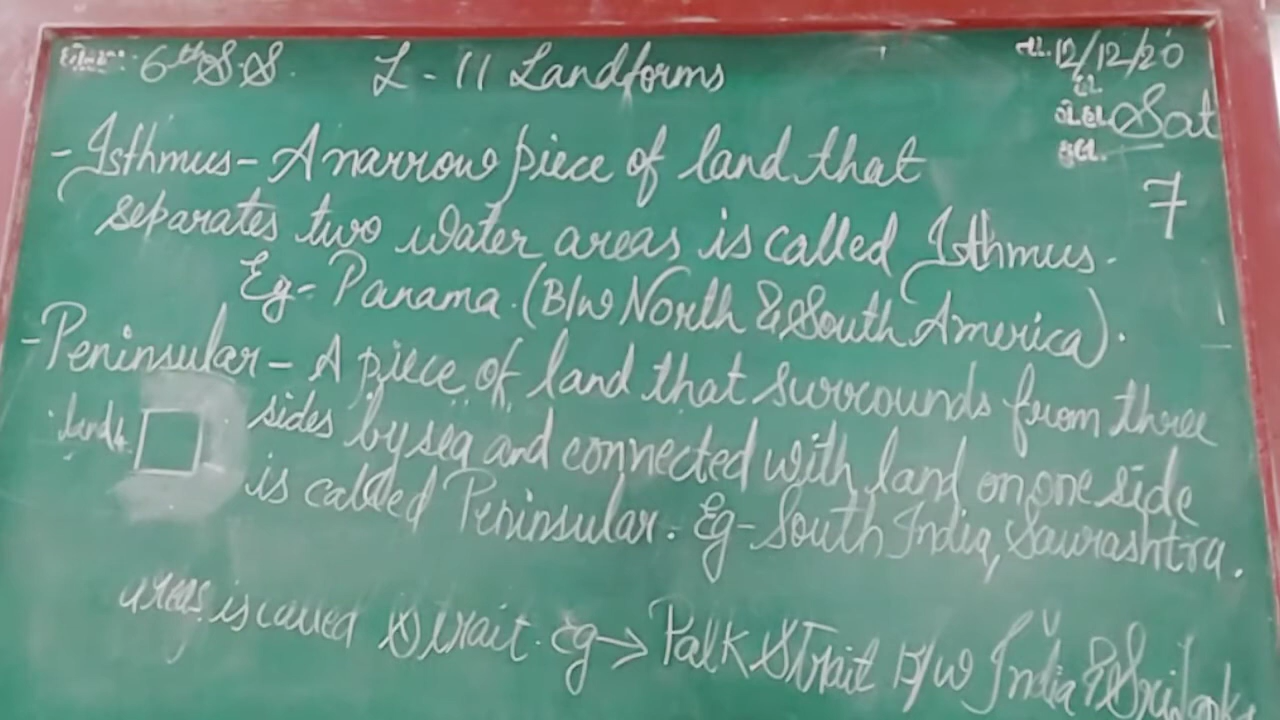 6th S.S. L - 11 Landforms
તા. 12/12/20
Sat
7
- Isthmus - A narrow piece of land that
separates two water areas is called Isthmus.
Eg - Panama. (B/w North & South America).
- Peninsular - A piece of land that surrounds from three
land
sides by sea and connected with land on one side
is called Peninsular. Eg - South India, Saurashtra.
areas is called Strait. Eg → Palk Strait B/w India & Srilanka